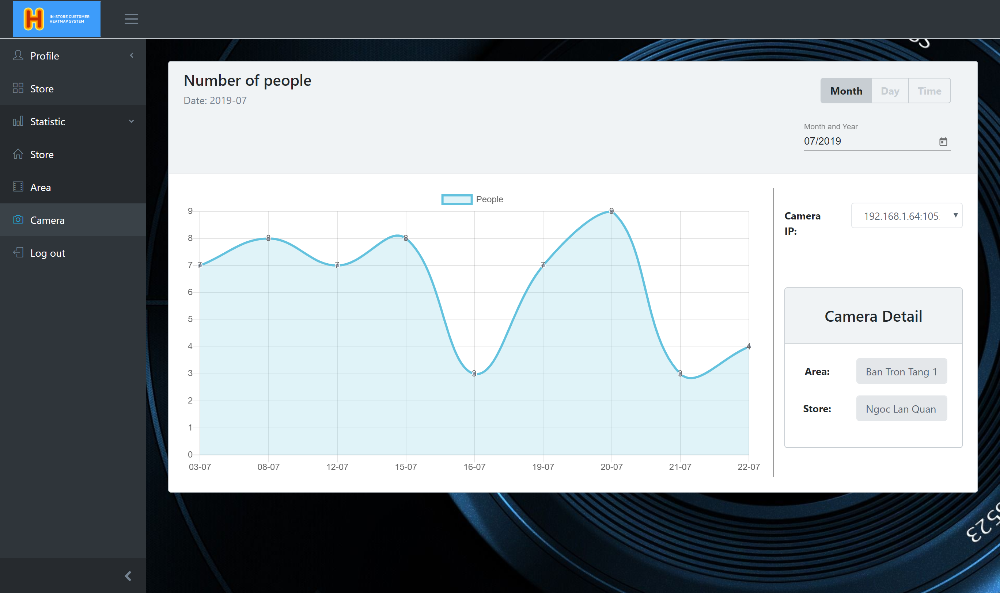 H
IN-STORE CUSTOMER
HEATMAP SYSTEM
Profile
Store
Statistic
Store
Area
Camera
Log out
Number of people
Date: 2019-07
Month Day Time
Month and Year
07/2019
People
9
8
7
6
5
4
3
2
1
0
7 8 7 8 3 7 9 3 4
03-07 08-07 12-07 15-07 16-07 19-07 20-07 21-07 22-07
Camera
IP:
192.168.1.64:105
Camera Detail
Area: Ban Tron Tang 1
Store: Ngoc Lan Quan